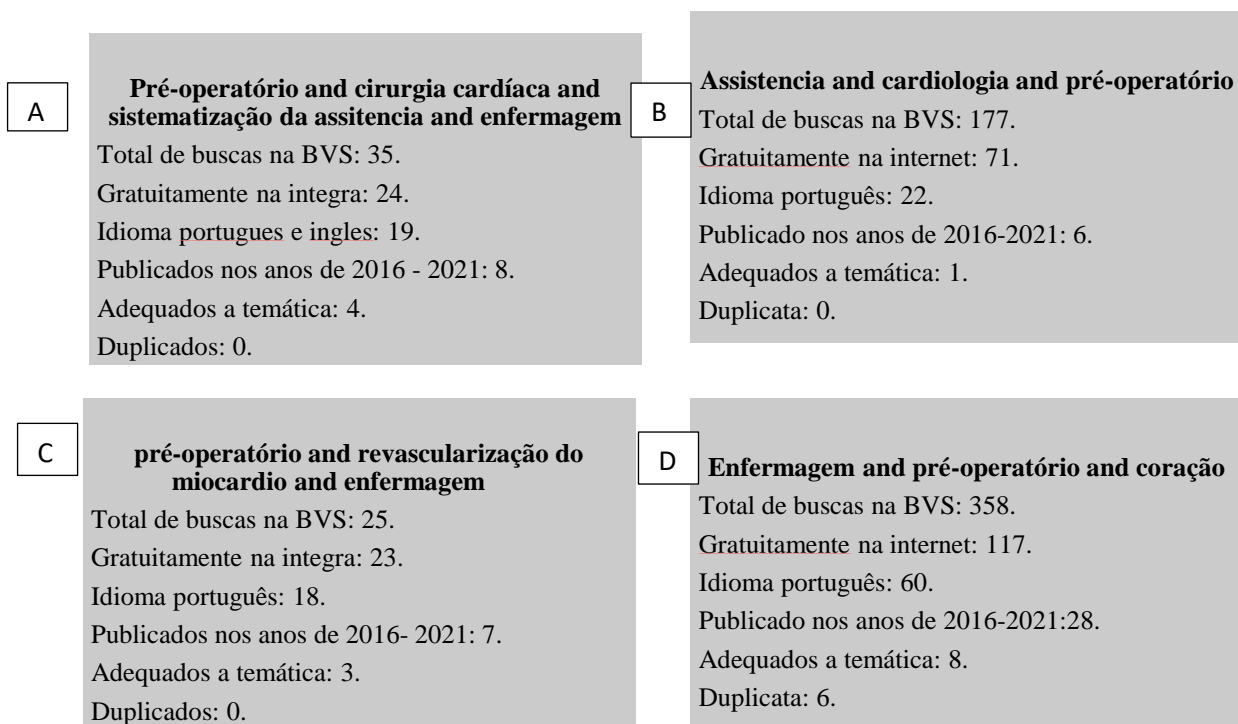 A
Pré-operatório and cirurgia cardíaca and
sistematização da assitencia and enfermagem
Total de buscas na BVS: 35.
Gratuitamente na integra: 24.
Idioma portugues e ingles: 19.
Publicados nos anos de 2016 - 2021: 8.
Adequados a temática: 4.
Duplicados: 0.
B
Assistencia and cardiologia and pré-operatório
Total de buscas na BVS: 177.
Gratuitamente na internet: 71.
Idioma português: 22.
Publicado nos anos de 2016-2021: 6.
Adequados a temática: 1.
Duplicata: 0.
C
pré-operatório and revascularização do
miocardio and enfermagem
Total de buscas na BVS: 25.
Gratuitamente na integra: 23.
Idioma português: 18.
Publicados nos anos de 2016- 2021: 7.
Adequados a temática: 3.
Duplicados: 0.
D
Enfermagem and pré-operatório and coração
Total de buscas na BVS: 358.
Gratuitamente na internet: 117.
Idioma português: 60.
Publicado nos anos de 2016-2021:28.
Adequados a temática: 8.
Duplicata: 6.